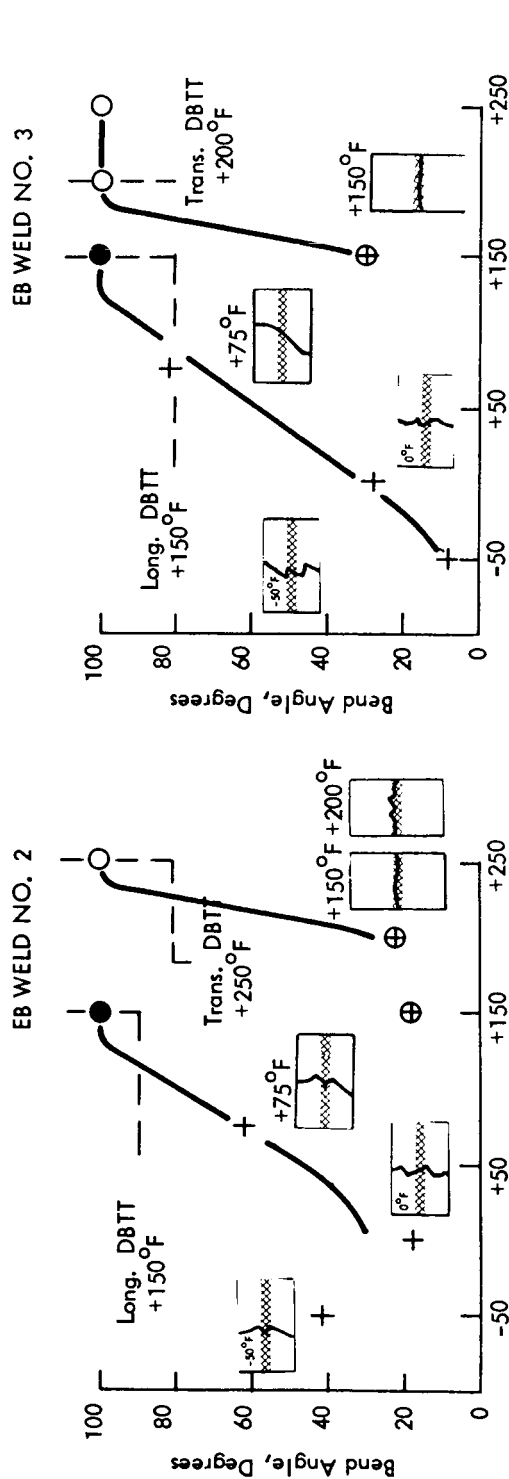 EB WELD NO. 2
Bend Angle, Degrees
100
80
60
40
20
0
-50
+50
+150
+250
Long. DBTT
+150°F
Trans. DBTT
+250°F
-50°F
0°F
+75°F
+150°F
+200°F
EB WELD NO. 3
Bend Angle, Degrees
100
80
60
40
20
0
-50
+50
+150
+250
Long. DBTT
+150°F
Trans. DBTT
+200°F
-50°F
0°F
+75°F
+150°F